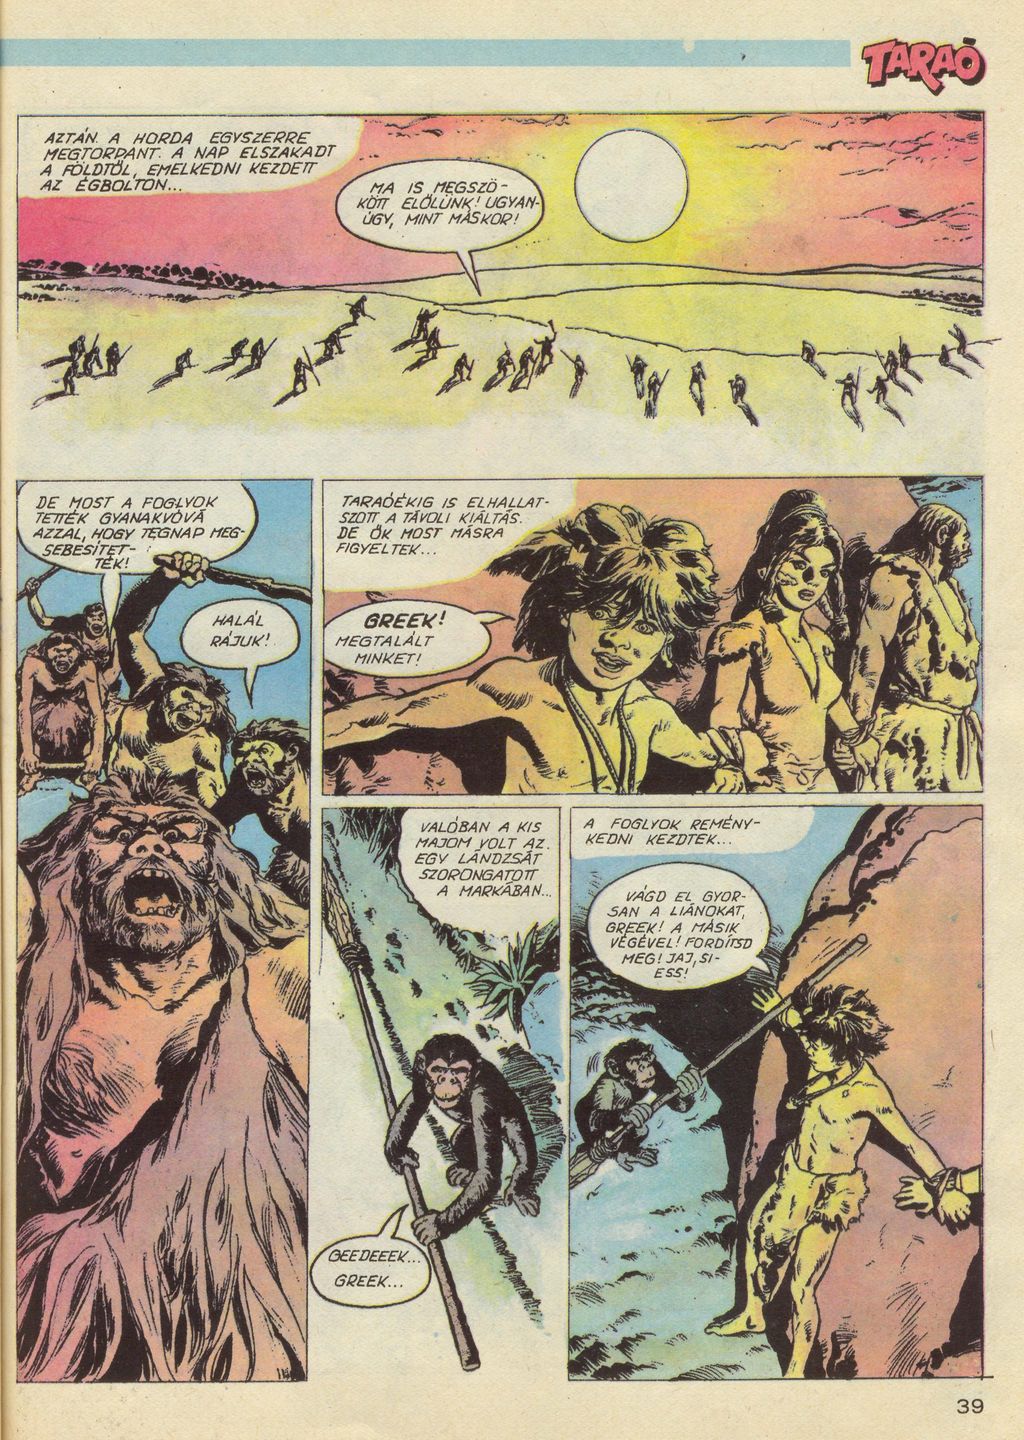 TARAÓ
AZTÁN A HORDA EGYSZERRE
MEGTORPANT. A NAP ELSZAKADT
A FÖLDTŐL, EMELKEDNI KEZDETT
AZ ÉGBOLTON...
MA IS MEGSZÖ-
KÖTT ELŐLÜNK! UGYAN-
ÚGY, MINT MÁSKOR!
DE MOST A FOGLYOK
TETTÉK GYANAKVÓVÁ
AZZAL, HOGY TEGNAP MEG-
SEBESÍTET-
TÉK!
HALÁL
RÁJUK!
TARAÓÉKIG IS ELHALLAT-
SZOTT A TÁVOLI KIÁLTÁS.
DE ŐK MOST MÁSRA
FIGYELTEK...
GREEK!
MEGTALÁLT
MINKET!
VALÓBAN A KIS
MAJOM VOLT AZ.
EGY LÁNDZSÁT
SZORONGATOTT
A MARKÁBAN...
GEEDEEEK...
GREEK...
A FOGLYOK REMÉNY-
KEDNI KEZDTEK...
VÁGD EL GYOR-
SAN A LIÁNOKAT,
GREEK! A MÁSIK
VÉGÉVEL! FORDÍTSD
MEG! JAJ, SI-
ESS!
39